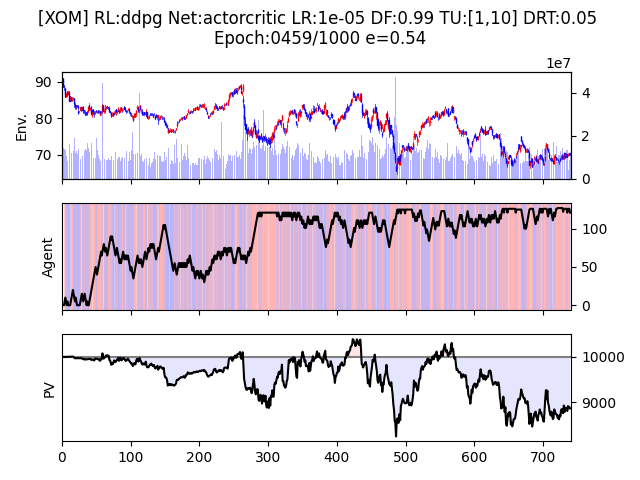 [XOM] RL:ddpg Net:actorcritic LR:1e-05 DF:0.99 TU:[1,10] DRT:0.05
Epoch:0459/1000 e=0.54
1e7
90
80
70
Env.
4
2
0
Agent
100
50
0
PV
10000
9000
0 100 200 300 400 500 600 700